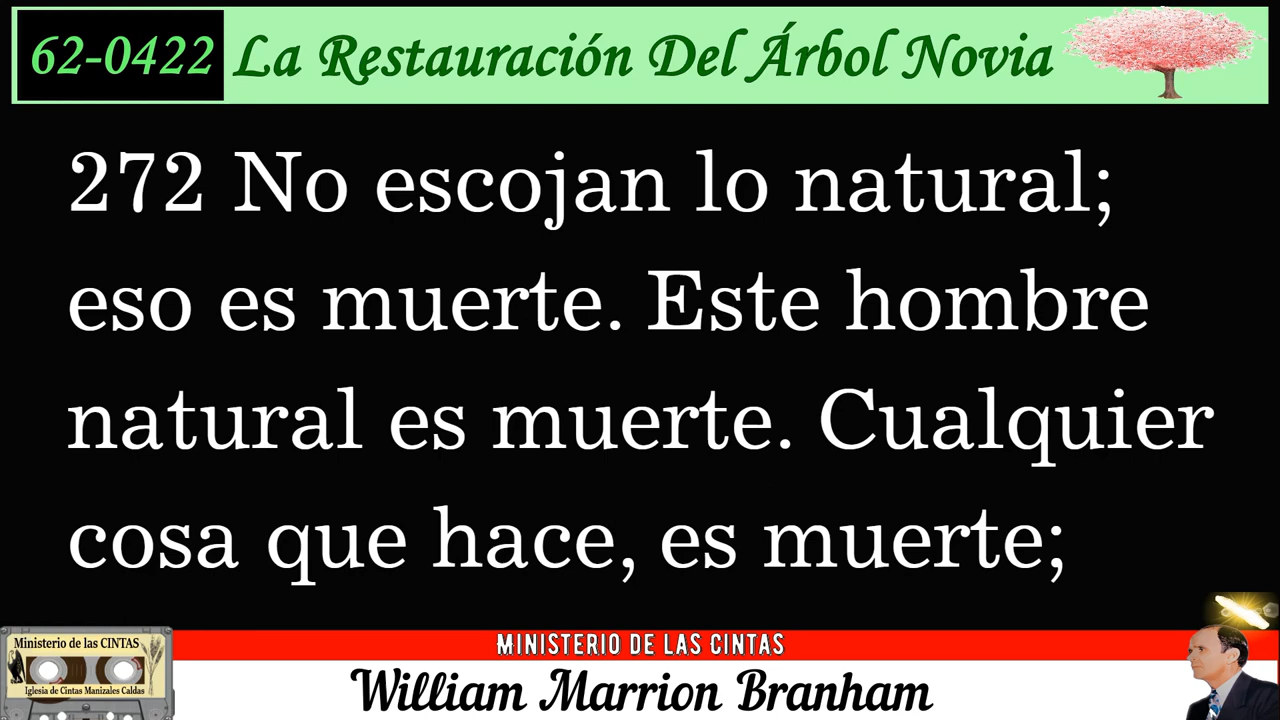 62-0422 La Restauración Del Árbol Novia
272 No escojan lo natural;
eso es muerte. Este hombre
natural es muerte. Cualquier
cosa que hace, es muerte;
Ministerio de las CINTAS
Iglesia de Cintas Manizales Caldas
MINISTERIO DE LAS CINTAS
William Marrion Branham